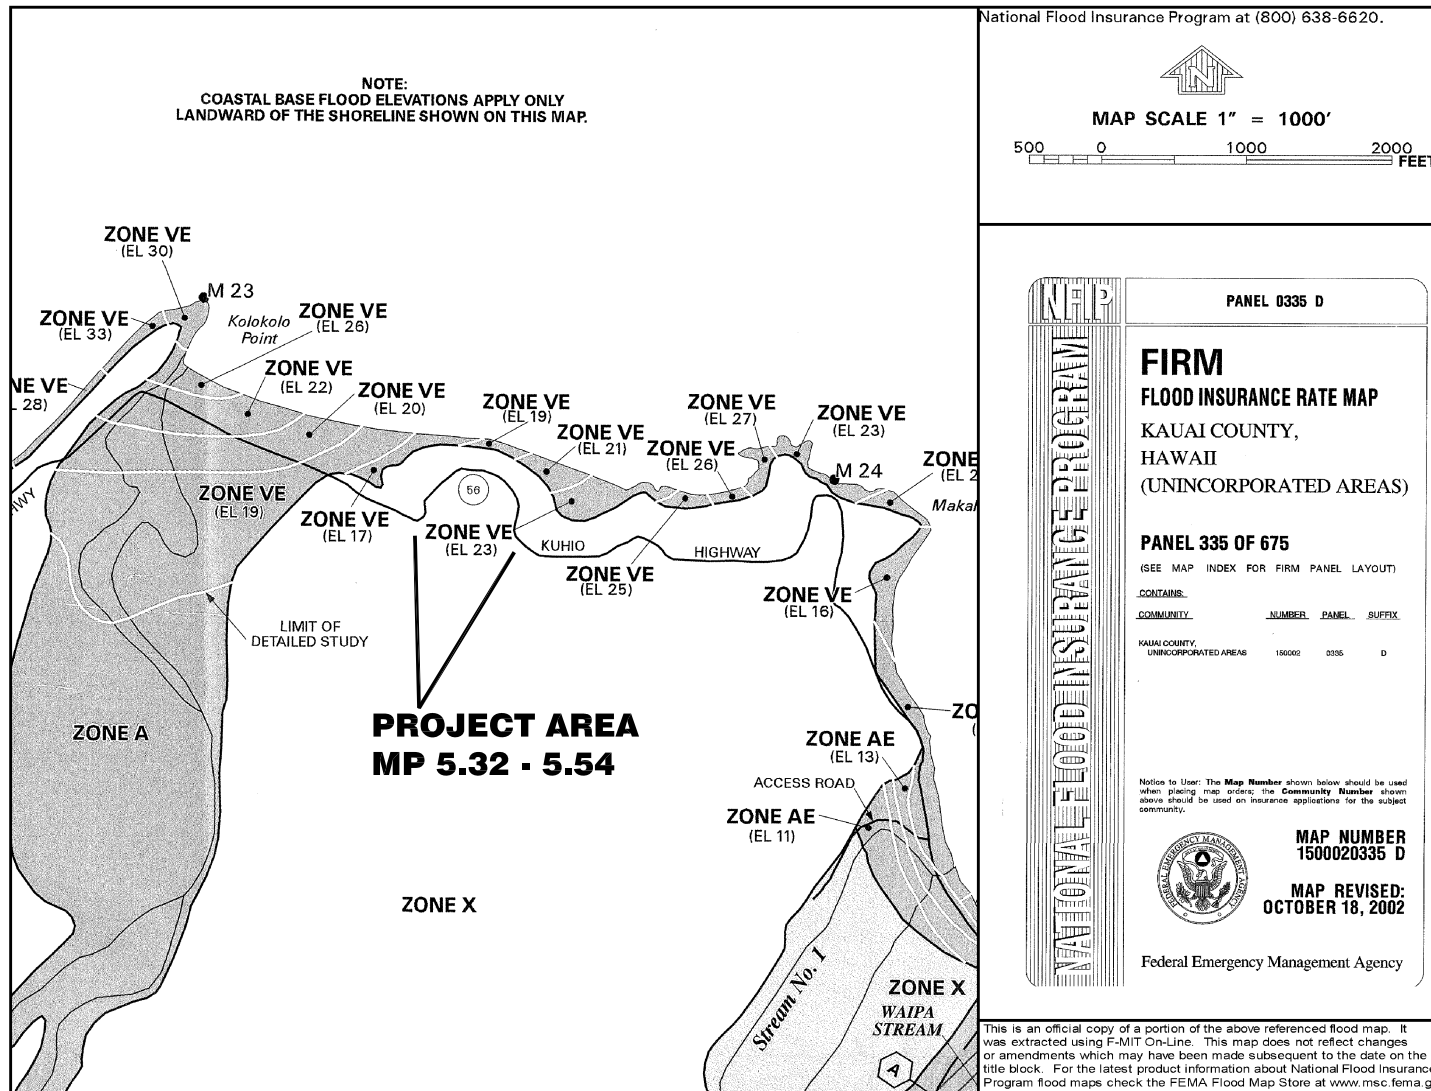 National Flood Insurance Program at (800) 638-6620.
N
MAP SCALE 1" = 1000'
500 0 1000 2000
FEET
NOTE:
COASTAL BASE FLOOD ELEVATIONS APPLY ONLY
LANDWARD OF THE SHORELINE SHOWN ON THIS MAP.
ZONE VE
(EL 30)
M 23
ZONE VE
(EL 33)
Kolokolo
Point
ZONE VE
(EL 26)
NE VE
L 28)
ZONE VE
(EL 22)
ZONE VE
(EL 20)
ZONE VE
(EL 19)
ZONE VE
(EL 21)
ZONE VE
(EL 27)
ZONE VE
(EL 23)
ZONE VE
(EL 26)
M 24
ZONE
(EL 2
Makal
HWY
ZONE VE
(EL 19)
ZONE VE
(EL 17)
56
ZONE VE
(EL 23)
KUHIO
HIGHWAY
ZONE VE
(EL 25)
ZONE VE
(EL 16)
LIMIT OF
DETAILED STUDY
ZONE A
PROJECT AREA
MP 5.32 - 5.54
ZO
(
ZONE AE
(EL 13)
ACCESS ROAD
ZONE AE
(EL 11)
ZONE X
Stream No. 1
ZONE X
WAIPA
STREAM
A
NFIP
NATIONAL FLOOD INSURANCE PROGRAM
PANEL 0335 D
FIRM
FLOOD INSURANCE RATE MAP
KAUAI COUNTY,
HAWAII
(UNINCORPORATED AREAS)
PANEL 335 OF 675
(SEE MAP INDEX FOR FIRM PANEL LAYOUT)
CONTAINS:
COMMUNITY NUMBER PANEL SUFFIX
KAUAI COUNTY,
UNINCORPORATED AREAS 150002 0335 D
Notice to User: The Map Number shown below should be used
when placing map orders; the Community Number shown
above should be used on insurance applications for the subject
community.
FEDERAL EMERGENCY MANAGEMENT AGENCY
MAP NUMBER
1500020335 D
MAP REVISED:
OCTOBER 18, 2002
Federal Emergency Management Agency
This is an official copy of a portion of the above referenced flood map. It
was extracted using F-MIT On-Line. This map does not reflect changes
or amendments which may have been made subsequent to the date on the
title block. For the latest product information about National Flood Insurance
Program flood maps check the FEMA Flood Map Store at www.msc.fema.g